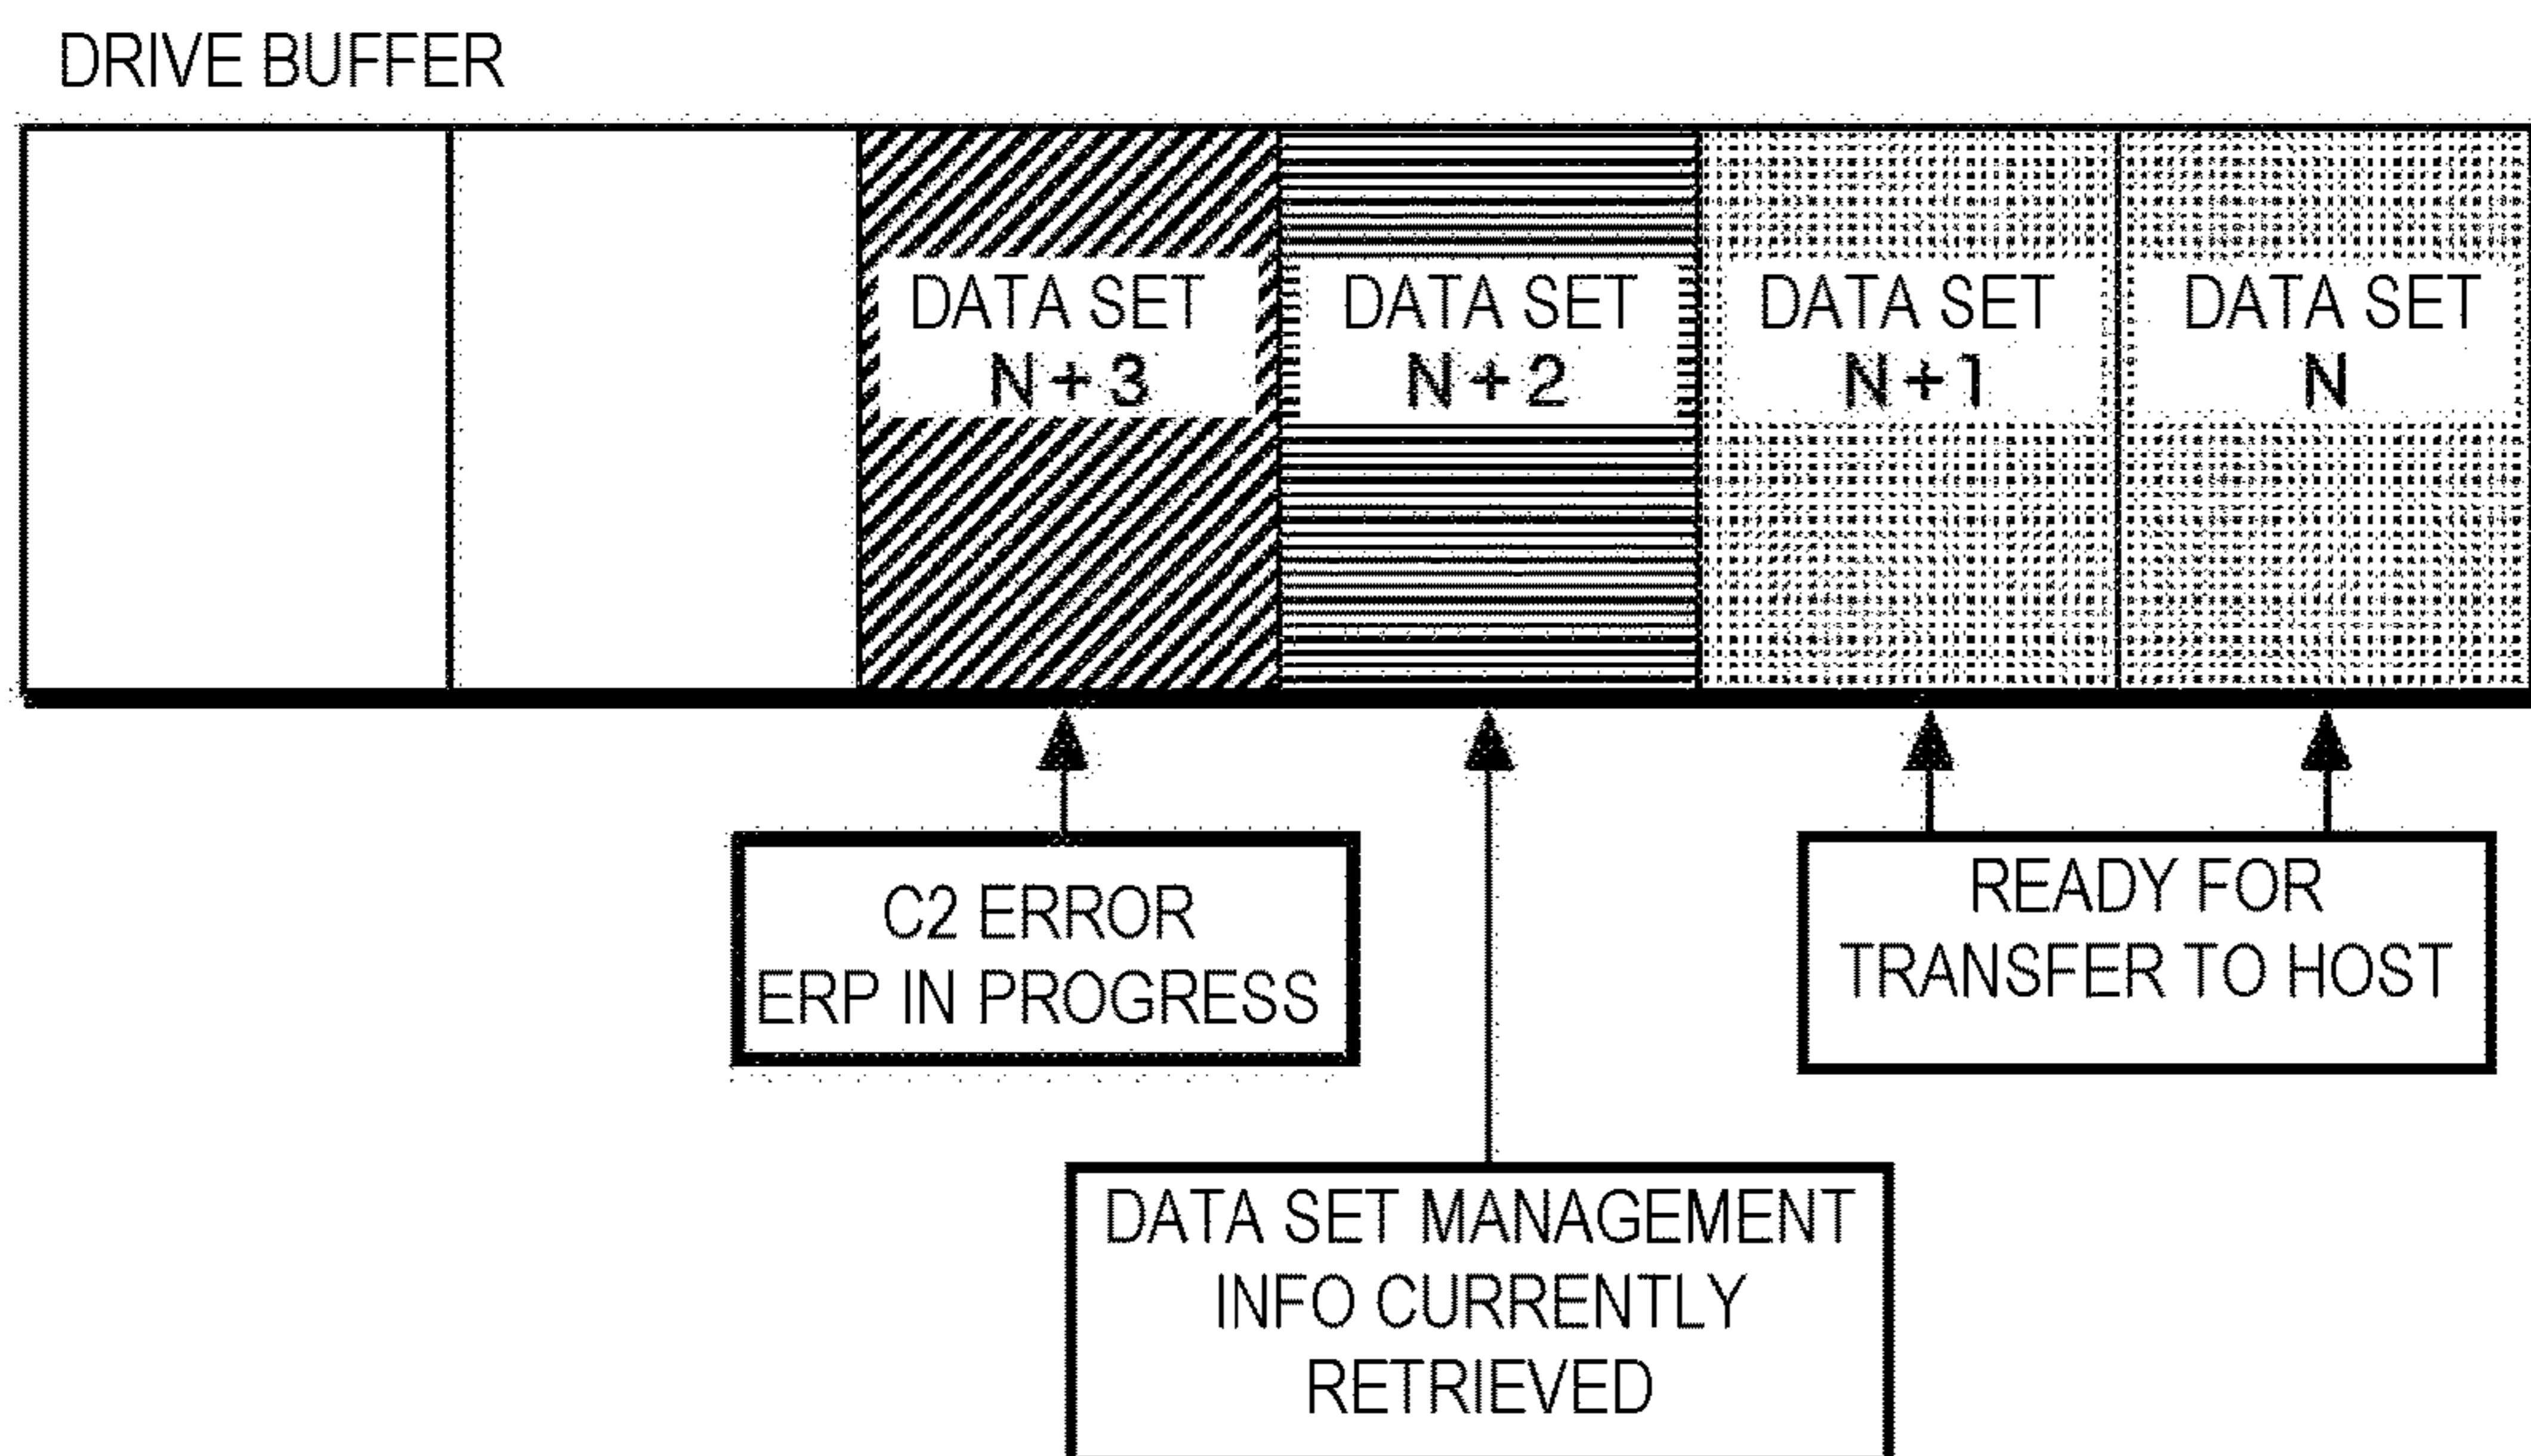 DRIVE BUFFER
DATA SET
N + 3
DATA SET
N + 2
DATA SET
N + 1
DATA SET
N
C2 ERROR
ERP IN PROGRESS
READY FOR
TRANSFER TO HOST
DATA SET MANAGEMENT
INFO CURRENTLY
RETRIEVED